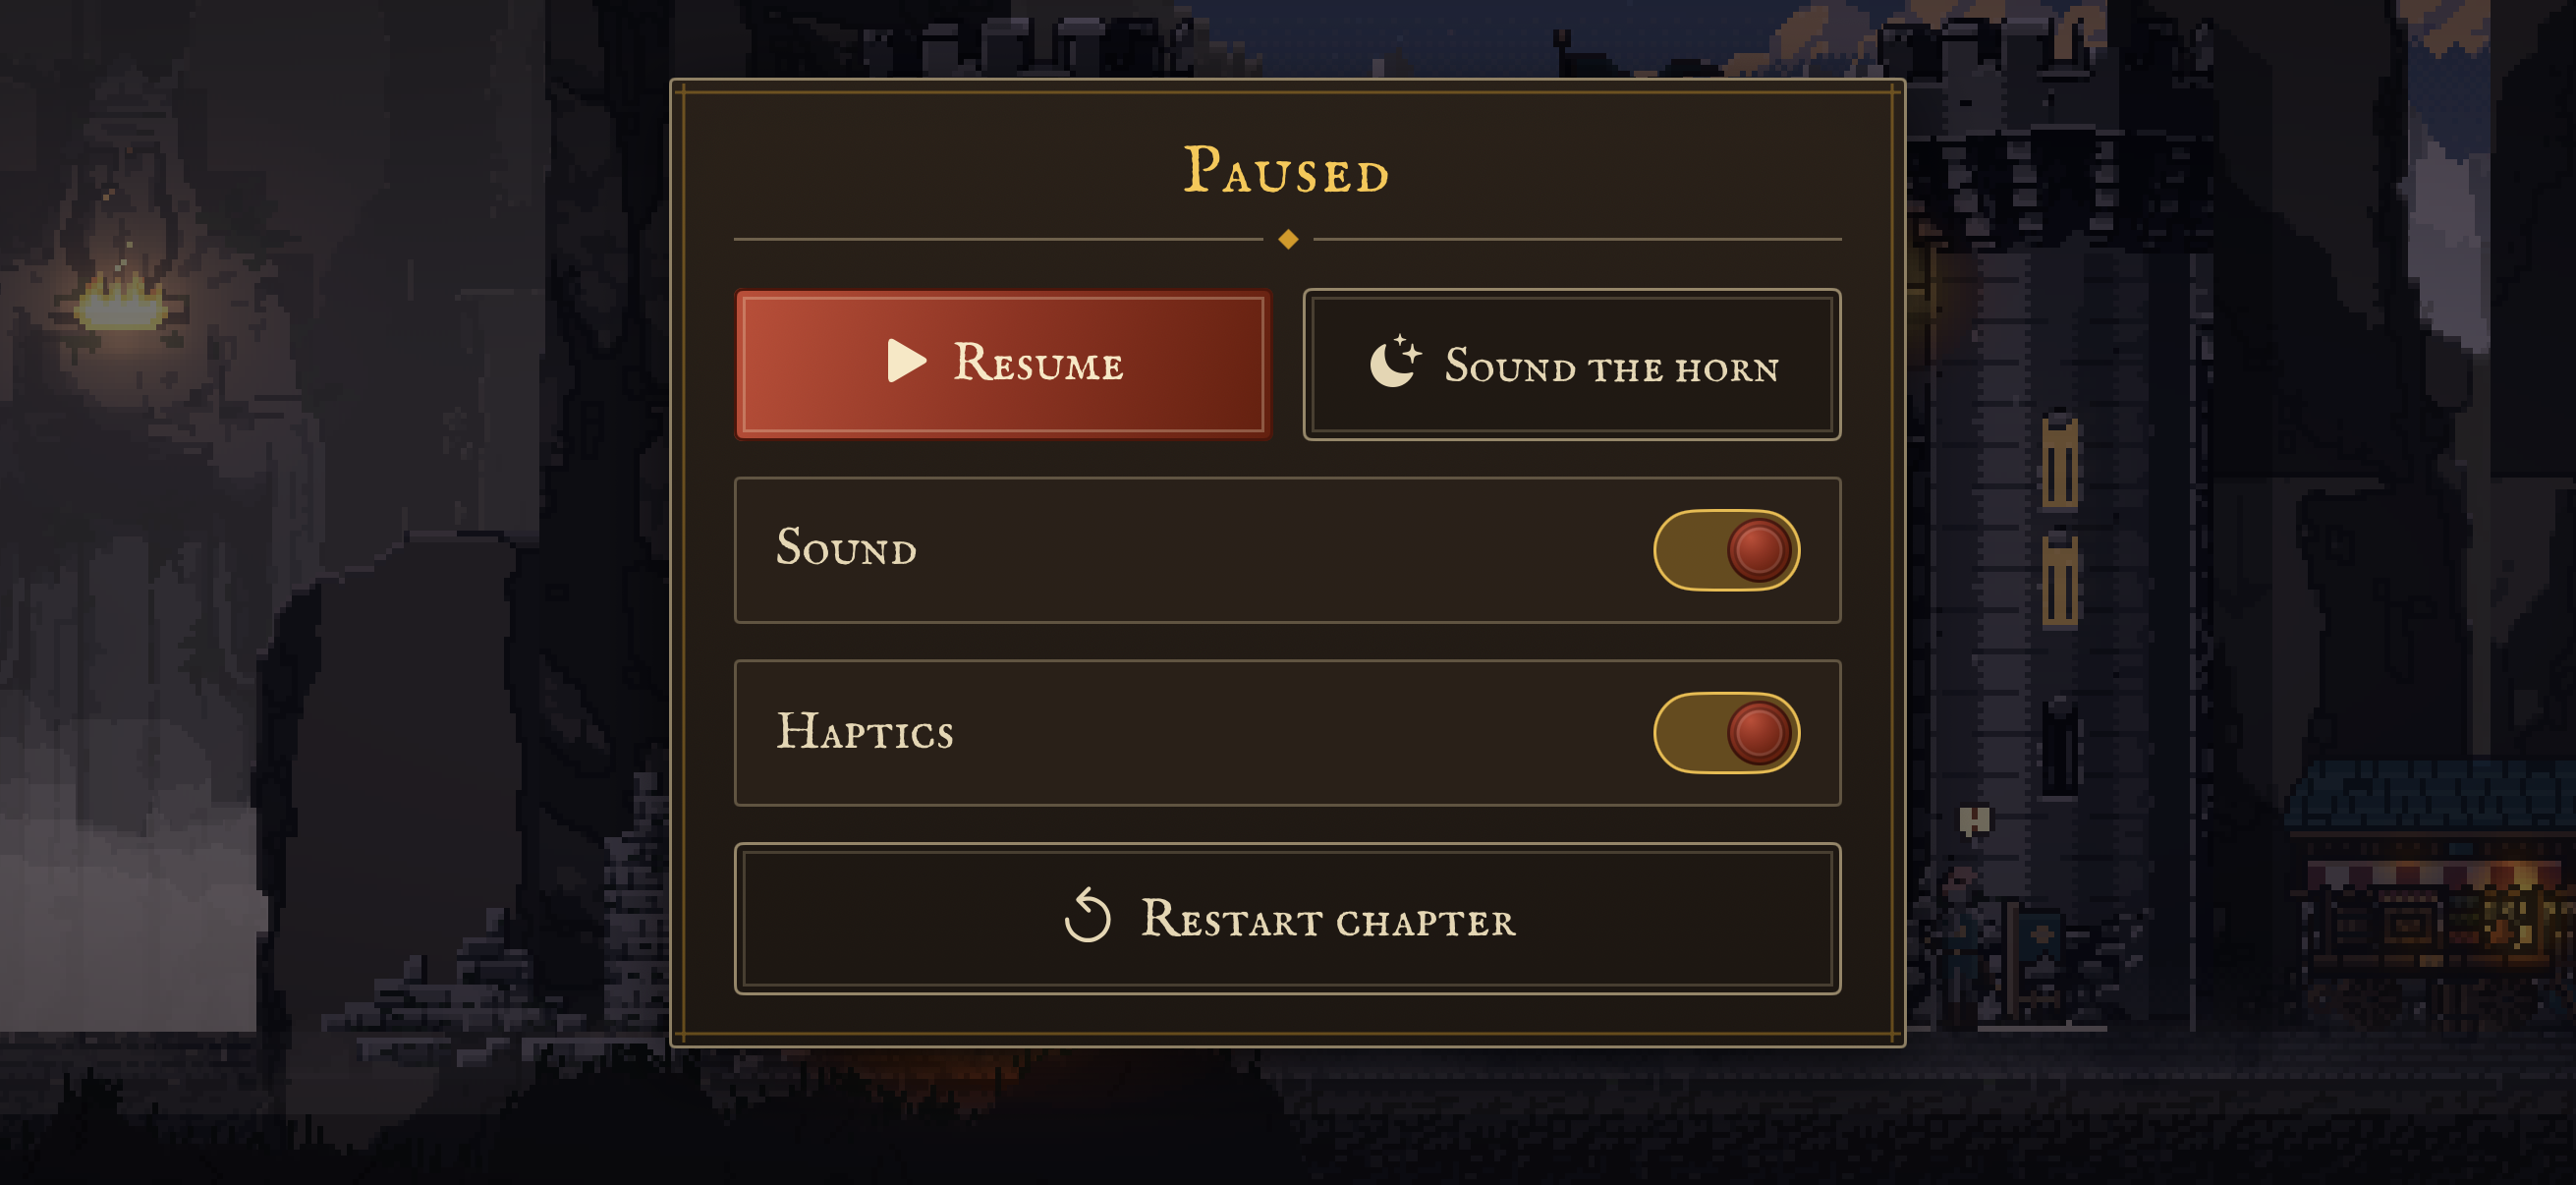 Paused
Resume
Sound the horn
Sound
Haptics
Restart chapter